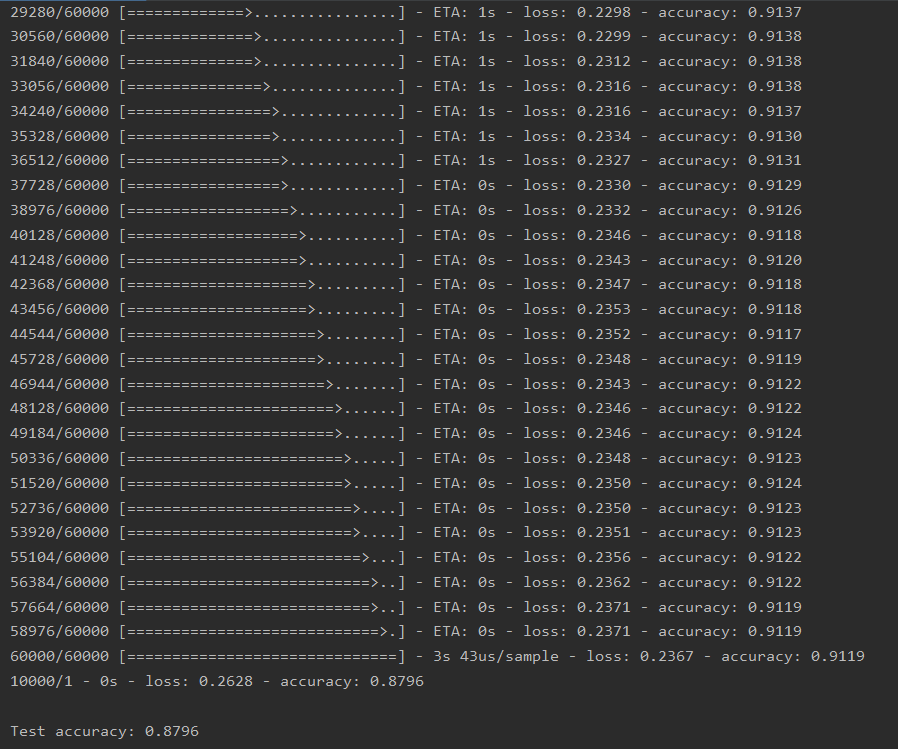 29280/60000 [=============>................] - ETA: 1s - loss: 0.2298 - accuracy: 0.9137
30560/60000 [==============>...............] - ETA: 1s - loss: 0.2299 - accuracy: 0.9138
31840/60000 [==============>...............] - ETA: 1s - loss: 0.2312 - accuracy: 0.9138
33056/60000 [===============>..............] - ETA: 1s - loss: 0.2316 - accuracy: 0.9138
34240/60000 [================>.............] - ETA: 1s - loss: 0.2316 - accuracy: 0.9137
35328/60000 [================>.............] - ETA: 1s - loss: 0.2334 - accuracy: 0.9130
36512/60000 [=================>............] - ETA: 1s - loss: 0.2327 - accuracy: 0.9131
37728/60000 [=================>............] - ETA: 0s - loss: 0.2330 - accuracy: 0.9129
38976/60000 [==================>...........] - ETA: 0s - loss: 0.2332 - accuracy: 0.9126
40128/60000 [===================>..........] - ETA: 0s - loss: 0.2346 - accuracy: 0.9118
41248/60000 [===================>..........] - ETA: 0s - loss: 0.2343 - accuracy: 0.9120
42368/60000 [====================>.........] - ETA: 0s - loss: 0.2347 - accuracy: 0.9118
43456/60000 [====================>.........] - ETA: 0s - loss: 0.2353 - accuracy: 0.9118
44544/60000 [=====================>........] - ETA: 0s - loss: 0.2352 - accuracy: 0.9117
45728/60000 [=====================>........] - ETA: 0s - loss: 0.2348 - accuracy: 0.9119
46944/60000 [======================>.......] - ETA: 0s - loss: 0.2343 - accuracy: 0.9122
48128/60000 [=======================>......] - ETA: 0s - loss: 0.2346 - accuracy: 0.9122
49184/60000 [=======================>......] - ETA: 0s - loss: 0.2346 - accuracy: 0.9124
50336/60000 [========================>.....] - ETA: 0s - loss: 0.2348 - accuracy: 0.9123
51520/60000 [========================>.....] - ETA: 0s - loss: 0.2350 - accuracy: 0.9124
52736/60000 [=========================>....] - ETA: 0s - loss: 0.2350 - accuracy: 0.9123
53920/60000 [=========================>....] - ETA: 0s - loss: 0.2351 - accuracy: 0.9123
55104/60000 [==========================>...] - ETA: 0s - loss: 0.2356 - accuracy: 0.9122
56384/60000 [===========================>..] - ETA: 0s - loss: 0.2362 - accuracy: 0.9122
57664/60000 [===========================>..] - ETA: 0s - loss: 0.2371 - accuracy: 0.9119
58976/60000 [============================>.] - ETA: 0s - loss: 0.2371 - accuracy: 0.9119
60000/60000 [==============================] - 3s 43us/sample - loss: 0.2367 - accuracy: 0.9119
10000/1 - 0s - loss: 0.2628 - accuracy: 0.8796
Test accuracy: 0.8796